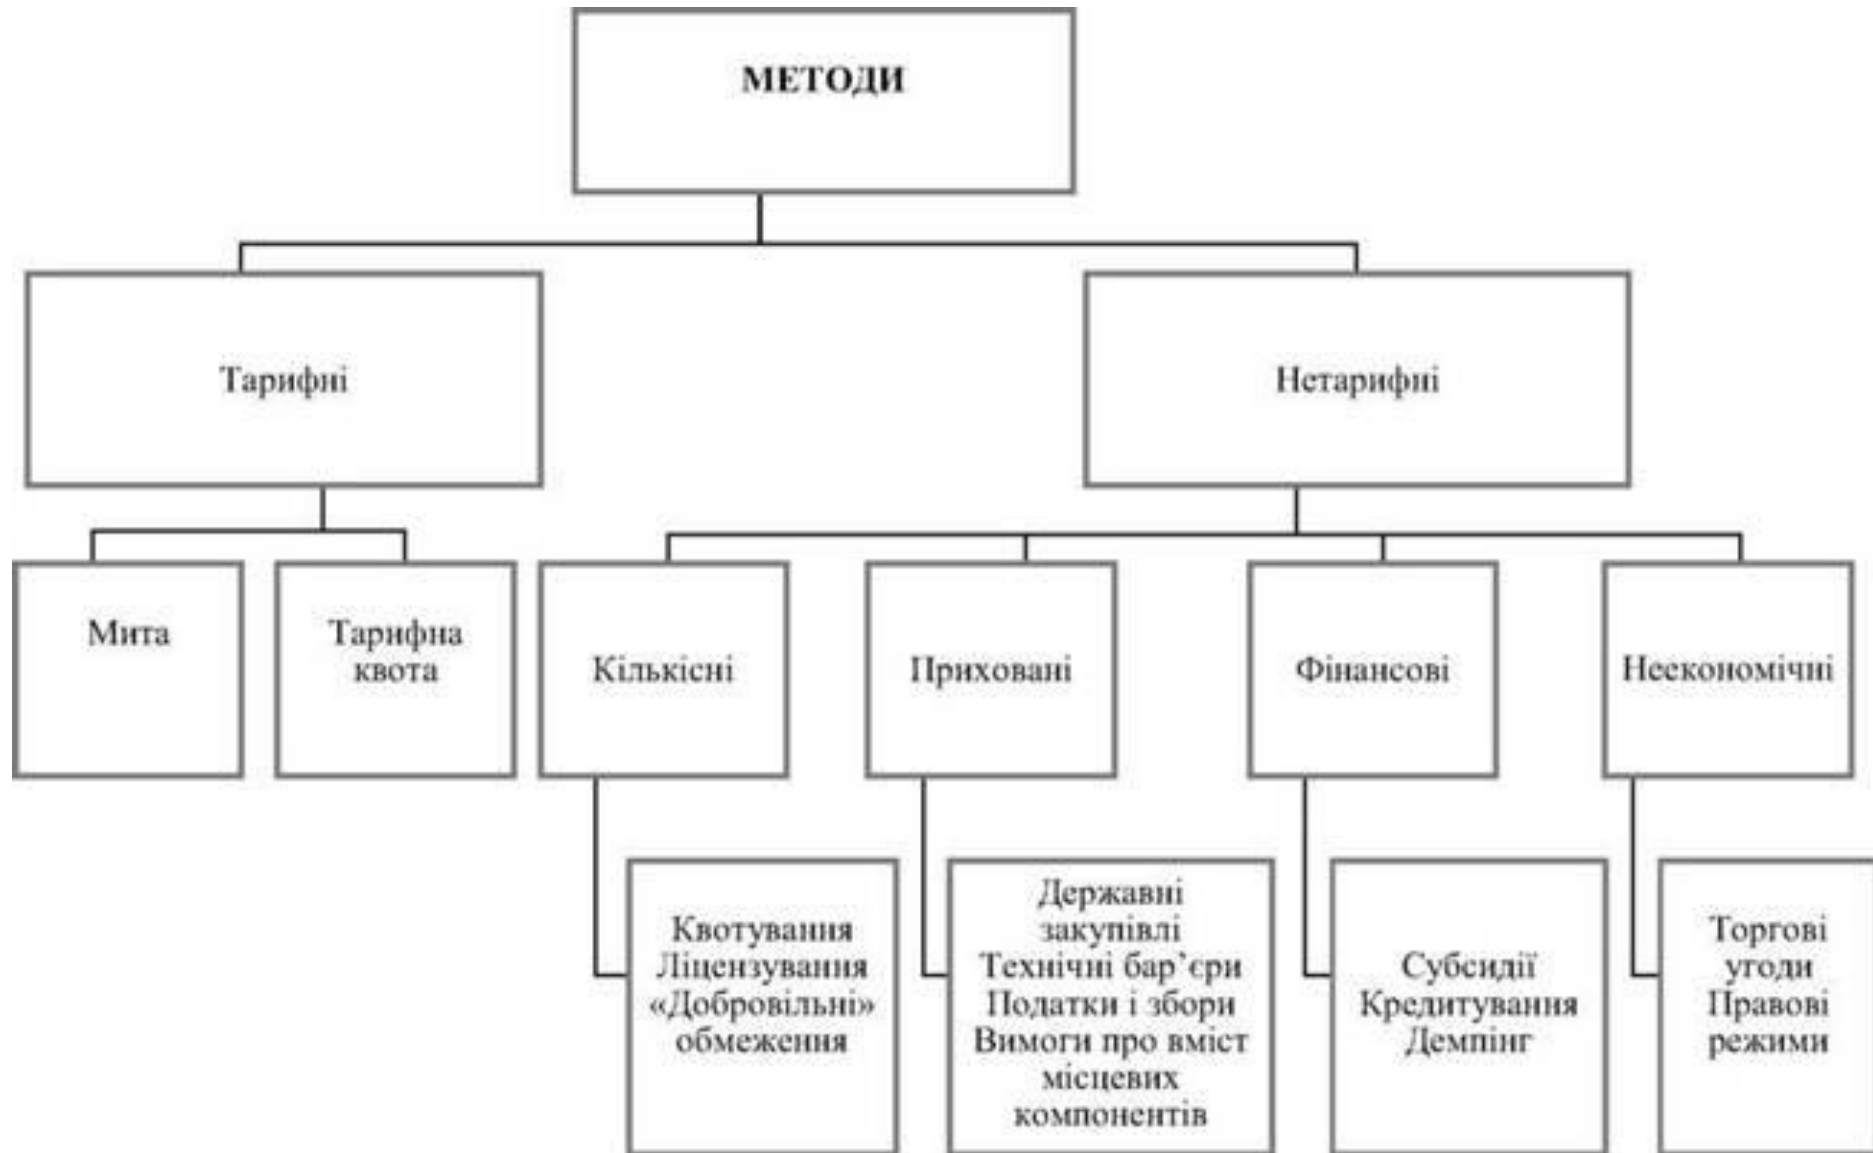 МЕТОДИ
Тарифні
Нетарифні
Мита
Тарифна
квота
Кількісні
Приховані
Фінансові
Неекономічні
Квотування
Ліцензування
«Добровільні»
обмеження
Державні
закупівлі
Технічні бар’єри
Податки і збори
Вимоги про вміст
місцевих
компонентів
Субсидії
Кредитування
Демпінг
Торгові
угоди
Правові
режими